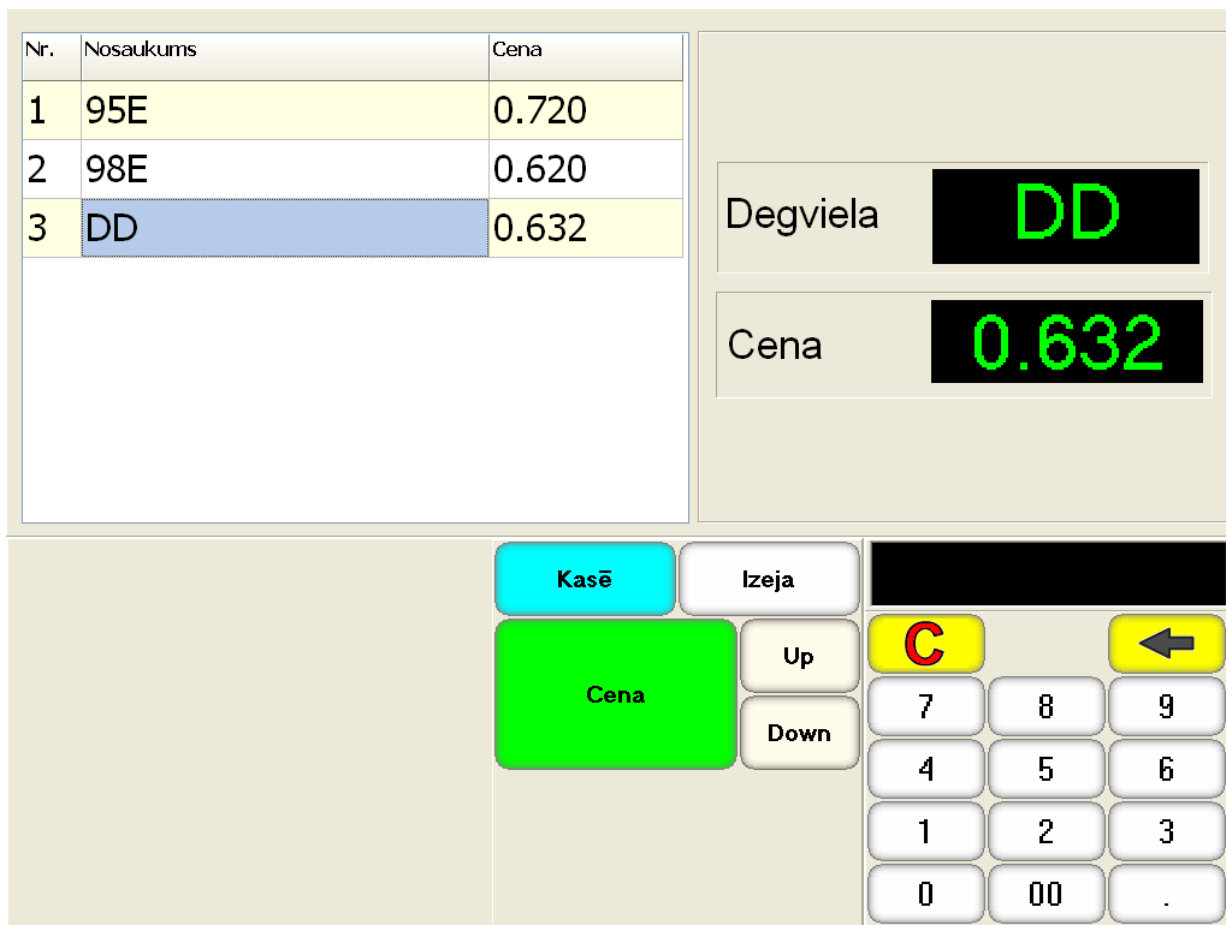 Nr. Nosaukums Cena
1 95E 0.720
2 98E 0.620
3 DD 0.632
Degviela DD
Cena 0.632
Kasē Izeja
Cena Up
Down
C
7 8 9
4 5 6
1 2 3
0 00 .